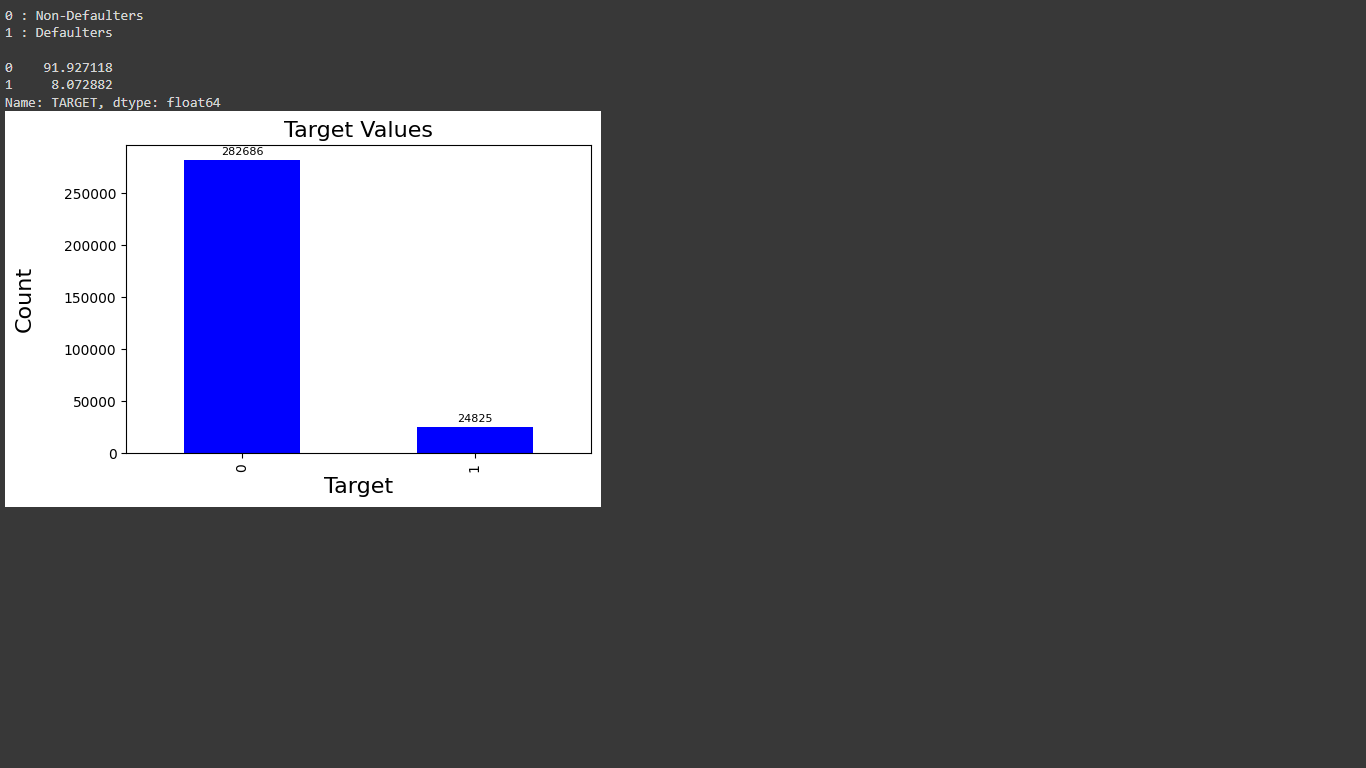 0 : Non-Defaulters
1 : Defaulters
0    91.927118
1     8.072882
Name: TARGET, dtype: float64
Target Values
282686
250000
200000
150000
100000
50000
0
24825
Count
0
1
Target